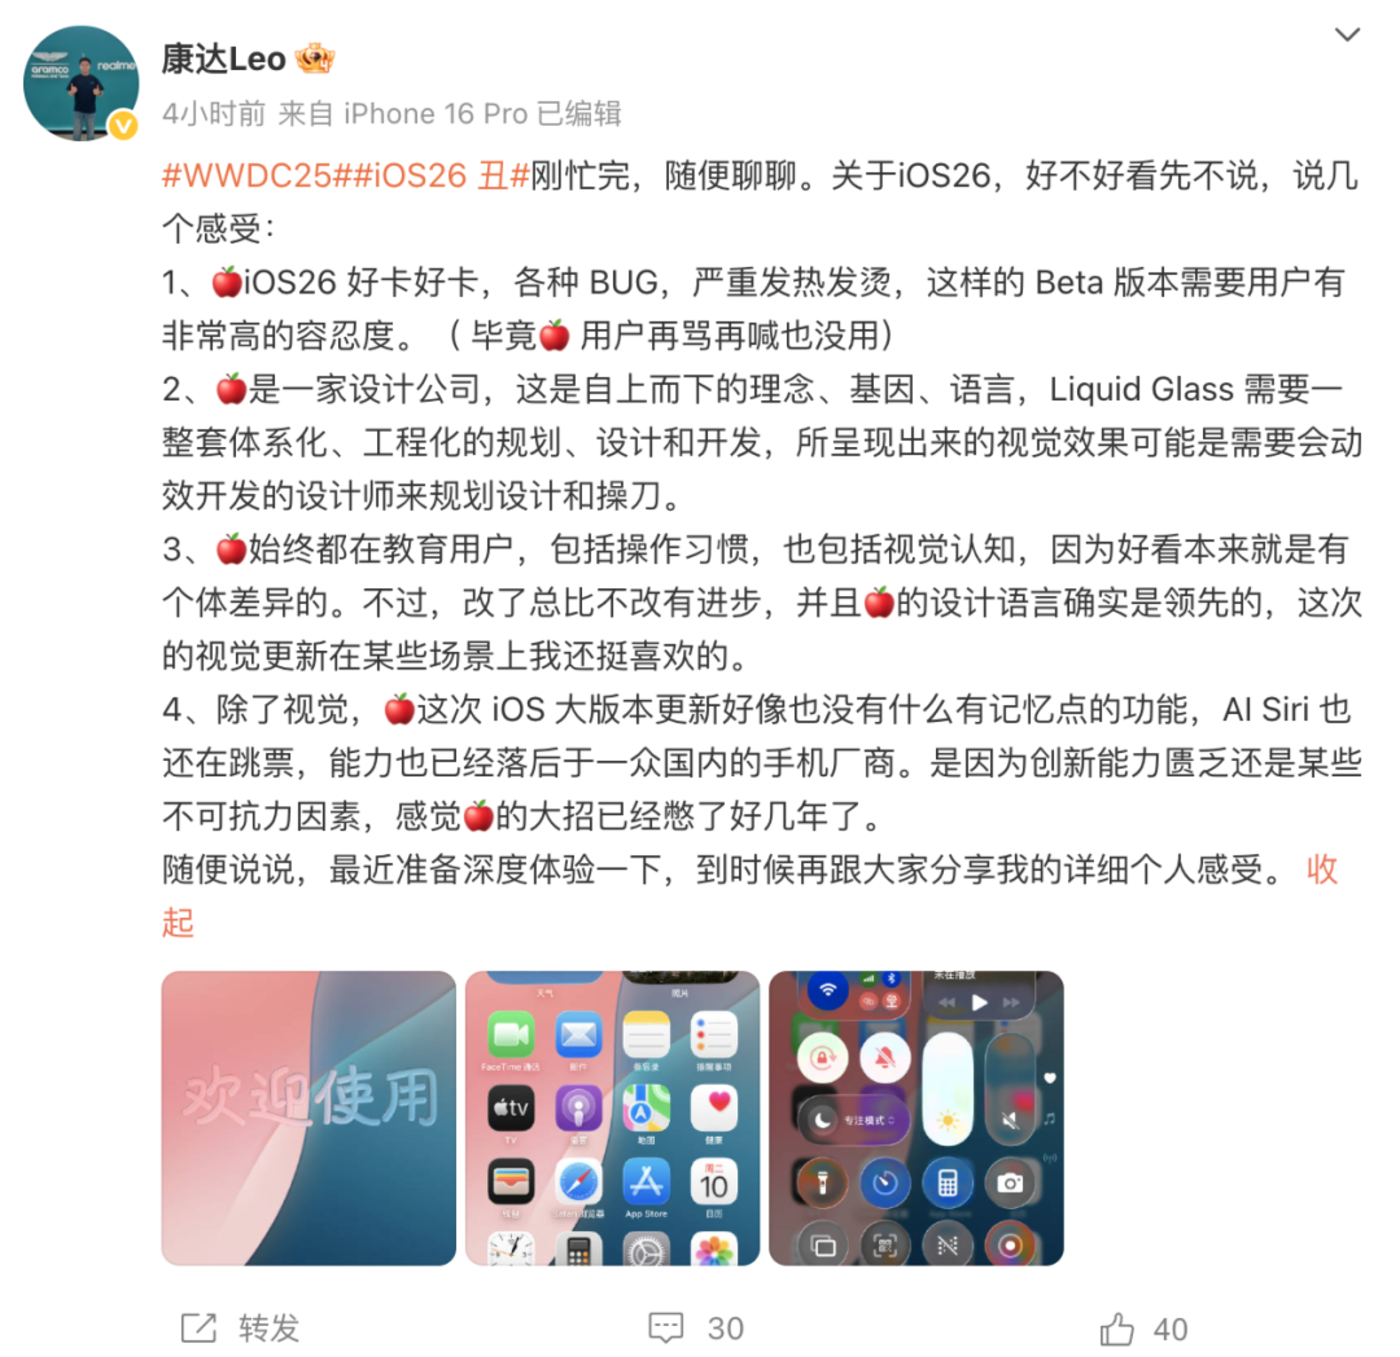 aramco
realme
康达Leo
4小时前 来自 iPhone 16 Pro 已编辑
#WWDC25##iOS26 丑#刚忙完，随便聊聊。关于iOS26，好不好看先不说，说几
个感受：
1、🍎iOS26 好卡好卡，各种 BUG，严重发热发烫，这样的 Beta 版本需要用户有
非常高的容忍度。（ 毕竟🍎 用户再骂再喊也没用）
2、🍎是一家设计公司，这是自上而下的理念、基因、语言，Liquid Glass 需要一
整套体系化、工程化的规划、设计和开发，所呈现出来的视觉效果可能是需要会动
效开发的设计师来规划设计和操刀。
3、🍎始终都在教育用户，包括操作习惯，也包括视觉认知，因为好看本来就是有
个体差异的。不过，改了总比不改有进步，并且🍎的设计语言确实是领先的，这次
的视觉更新在某些场景上我还挺喜欢的。
4、除了视觉，🍎这次 iOS 大版本更新好像也没有什么有记忆点的功能，AI Siri 也
还在跳票，能力也已经落后于一众国内的手机厂商。是因为创新能力匮乏还是某些
不可抗力因素，感觉🍎的大招已经憋了好几年了。
随便说说，最近准备深度体验一下，到时候再跟大家分享我的详细个人感受。 收
起
欢迎使用
天气 照片
FaceTime 通话 邮件 备忘录 提醒事项
tv
TV 播客 地图 健康
周二
10
钱包 Safari 浏览器 App Store 日历
未在播放
专注模式
转发 30 40